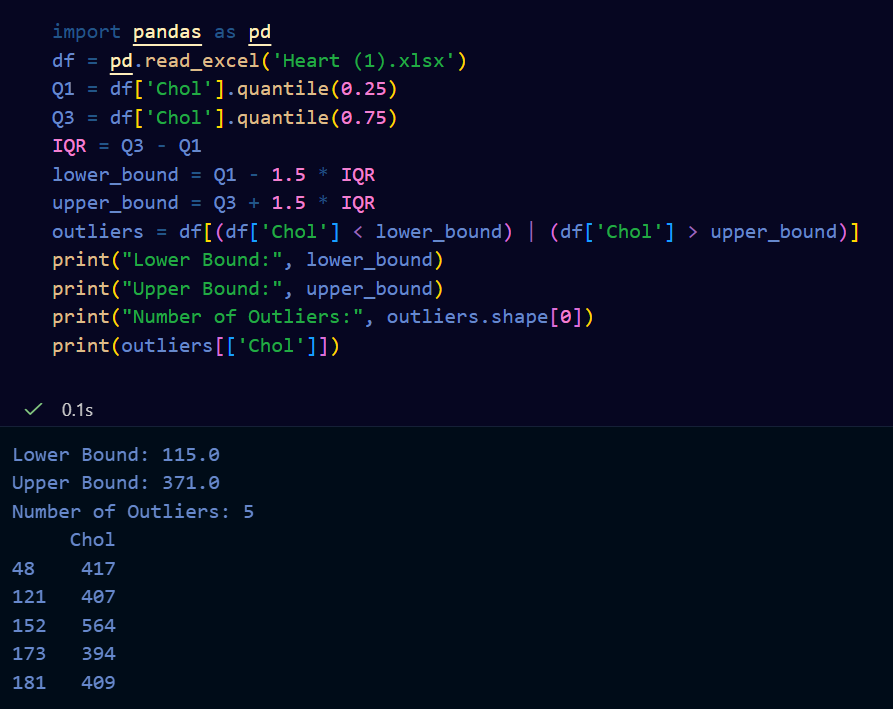 import pandas as pd
df = pd.read_excel('Heart (1).xlsx')
Q1 = df['Chol'].quantile(0.25)
Q3 = df['Chol'].quantile(0.75)
IQR = Q3 - Q1
lower_bound = Q1 - 1.5 * IQR
upper_bound = Q3 + 1.5 * IQR
outliers = df[(df['Chol'] < lower_bound) | (df['Chol'] > upper_bound)]
print("Lower Bound:", lower_bound)
print("Upper Bound:", upper_bound)
print("Number of Outliers:", outliers.shape[0])
print(outliers[['Chol']])
0.1s
Lower Bound: 115.0
Upper Bound: 371.0
Number of Outliers: 5
Chol
48 417
121 407
152 564
173 394
181 409